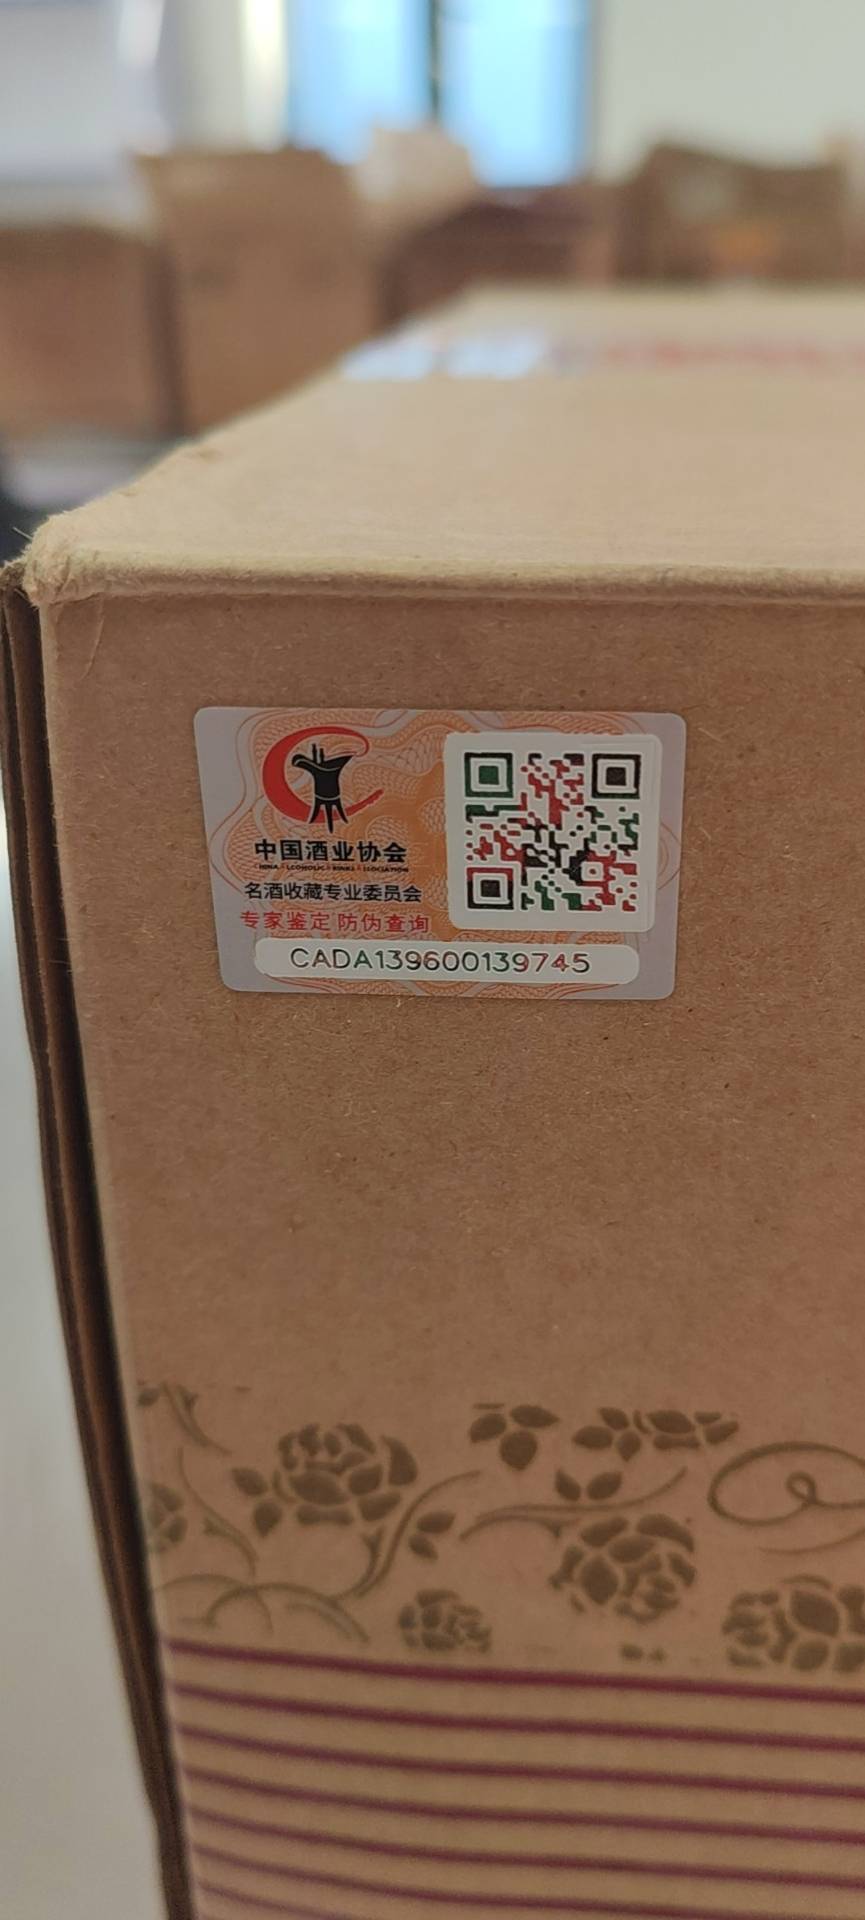 中国酒业协会
名酒收藏专业委员会
专家鉴定 防伪查询
CADA139600139745